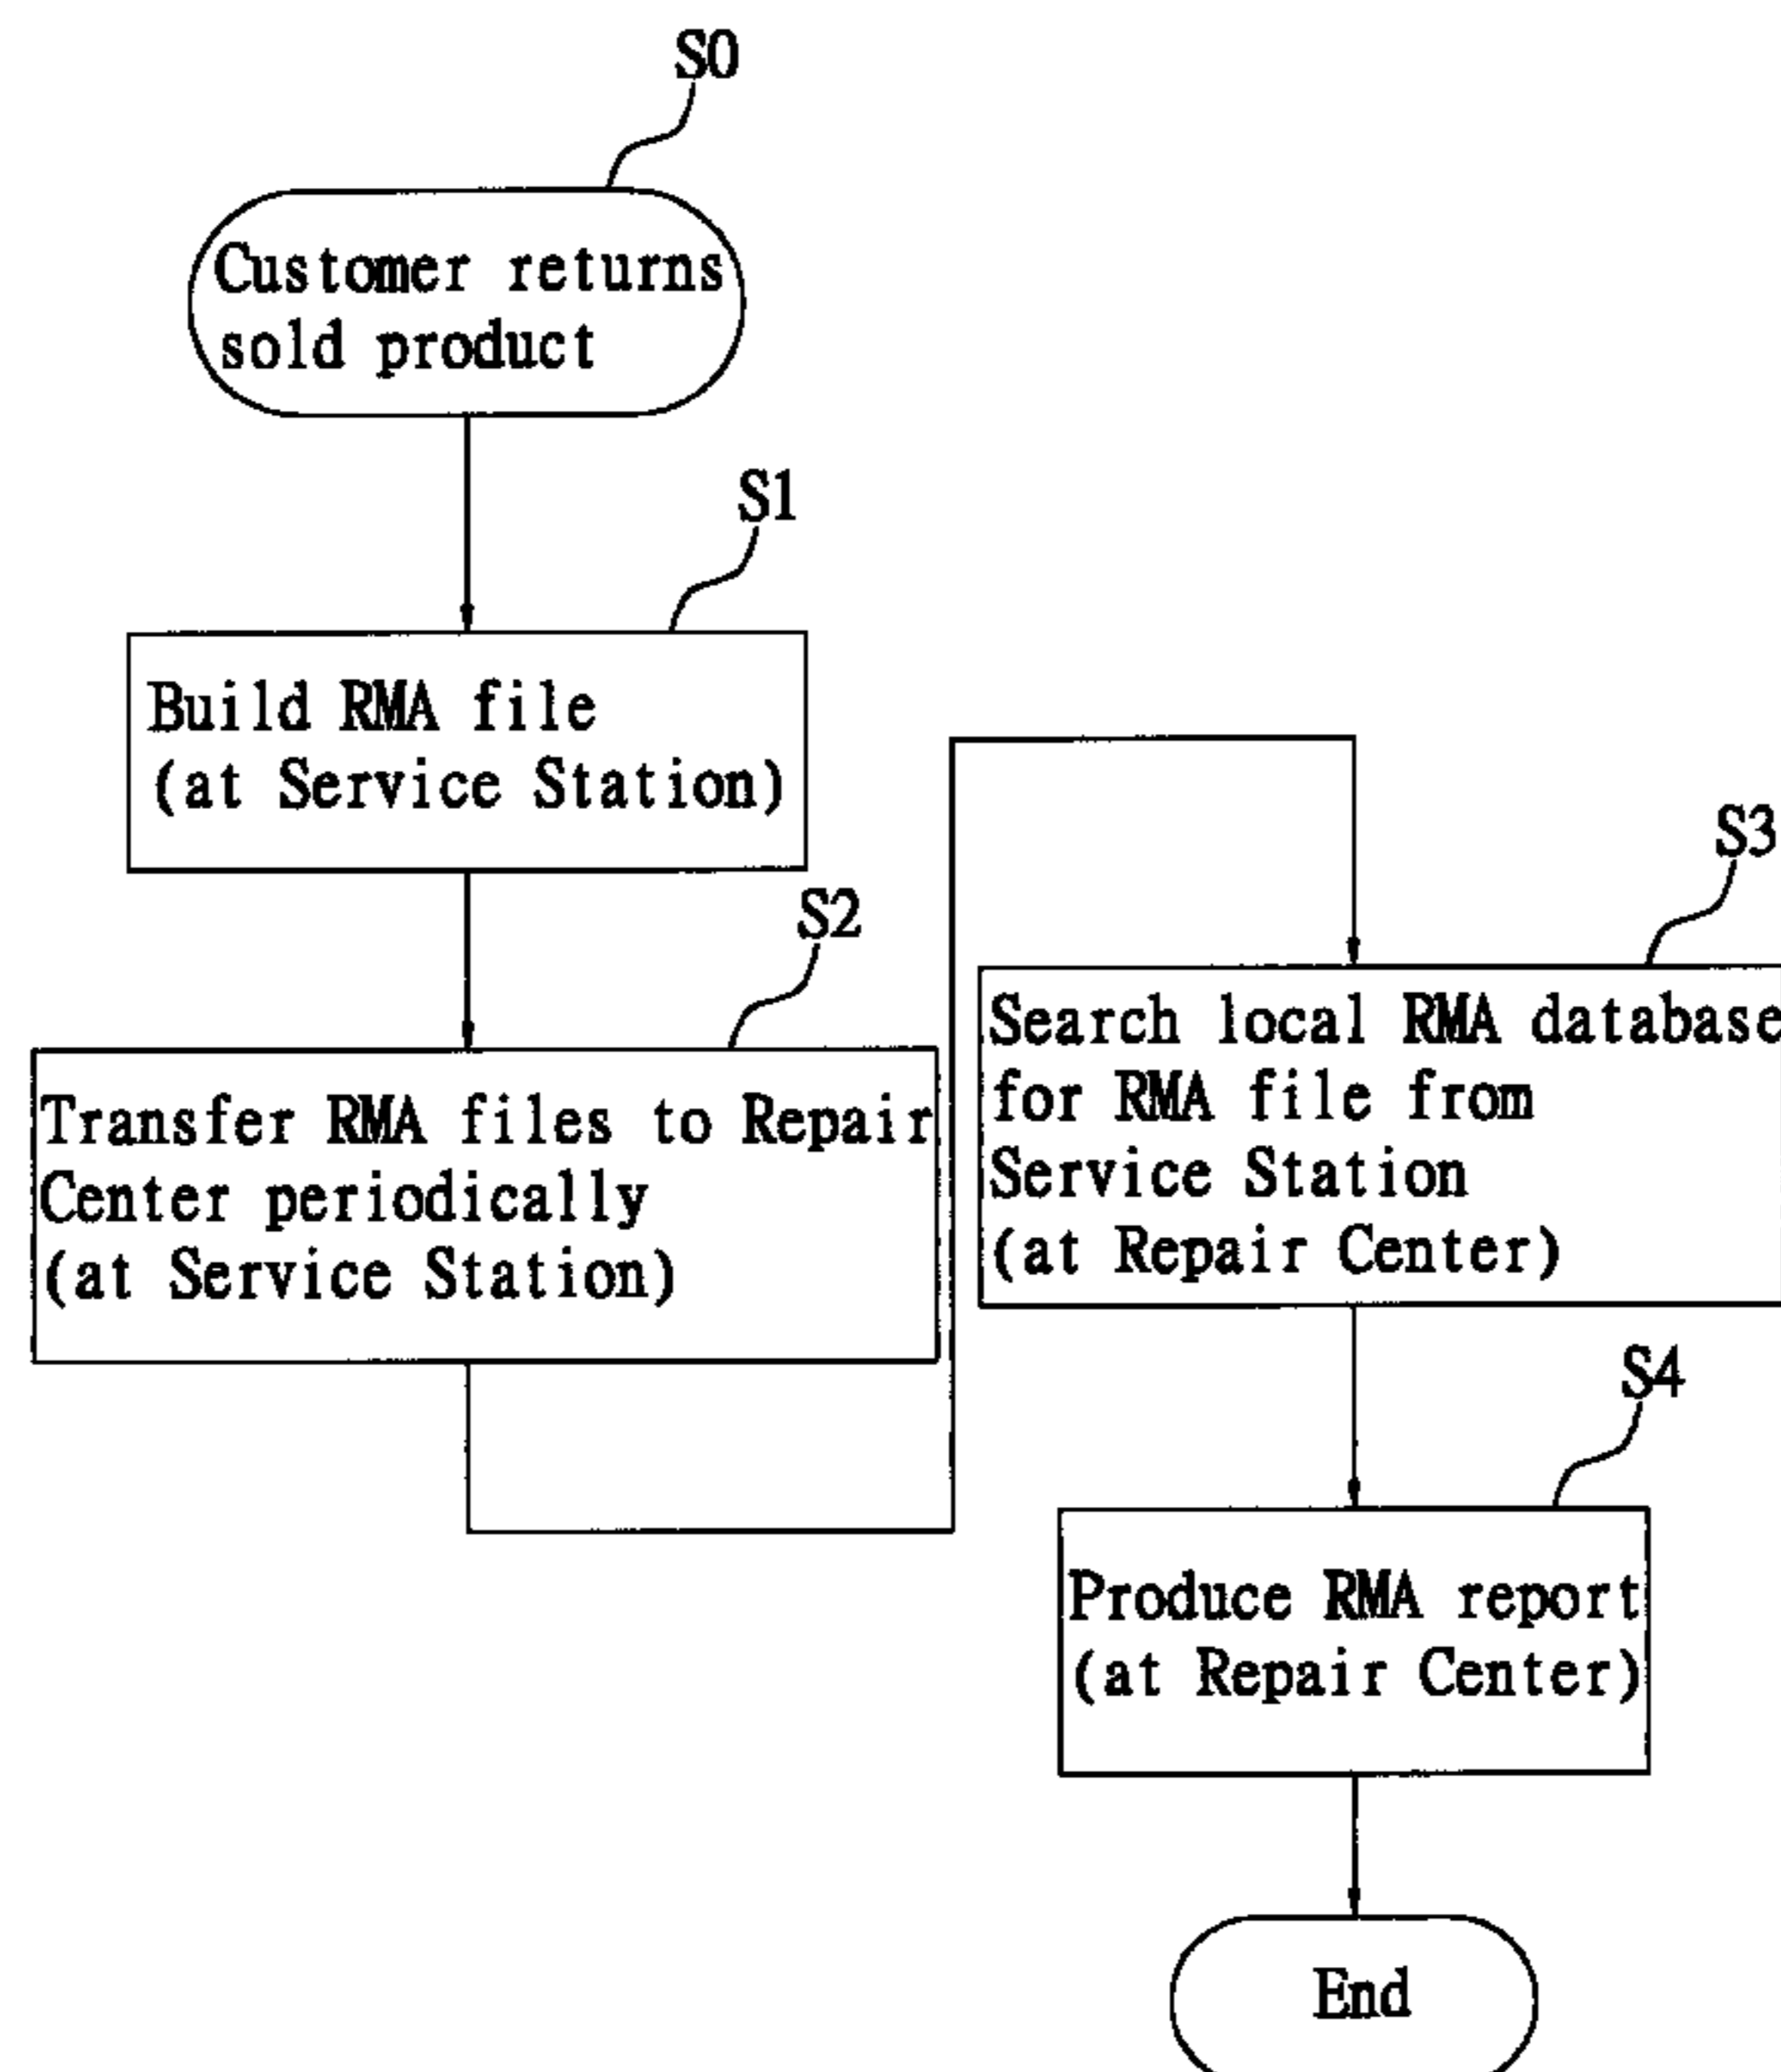 S0
Customer returns
sold product
S1
Build RMA file
(at Service Station)
S2
Transfer RMA files to Repair
Center periodically
(at Service Station)
S3
Search local RMA database
for RMA file from
Service Station
(at Repair Center)
S4
Produce RMA report
(at Repair Center)
End